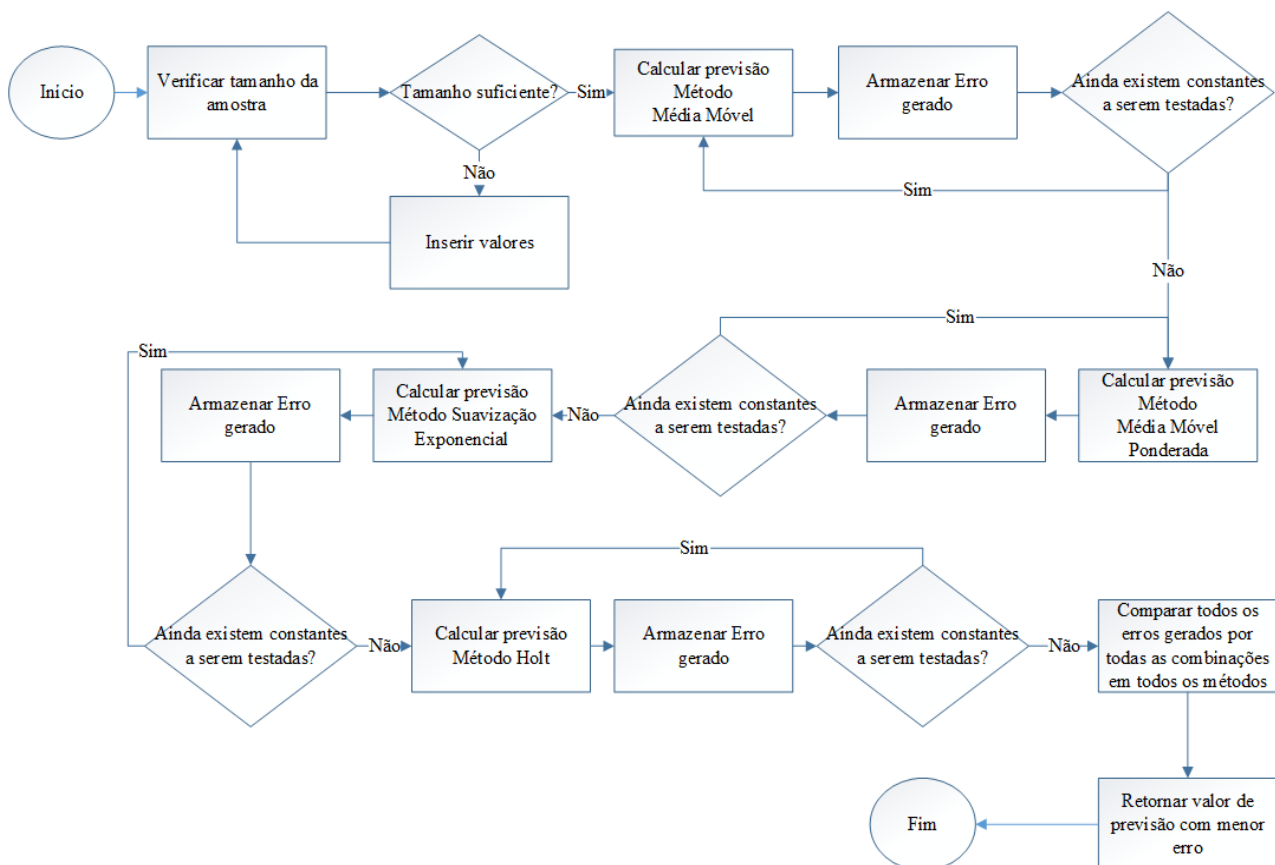 Inicio
Verificar tamanho da
amostra
Tamanho suficiente?
Sim
Calcular previsão
Método
Média Móvel
Armazenar Erro
gerado
Ainda existem constantes
a serem testadas?
Não
Sim
Inserir valores
Não
Sim
Calcular previsão
Método
Média Móvel
Ponderada
Armazenar Erro
gerado
Ainda existem constantes
a serem testadas?
Não
Sim
Calcular previsão
Método Suavização
Exponencial
Armazenar Erro
gerado
Ainda existem constantes
a serem testadas?
Não
Calcular previsão
Método Holt
Sim
Armazenar Erro
gerado
Ainda existem constantes
a serem testadas?
Não
Comparar todos os
erros gerados por
todas as combinações
em todos os métodos
Retornar valor de
previsão com menor
erro
Fim